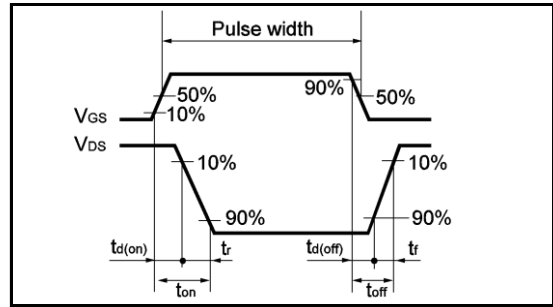 Pulse width
90%
50%
50%
10%
VGS
VDS
10%
10%
90%
90%
td(on)
tr
td(off)
tf
ton
toff